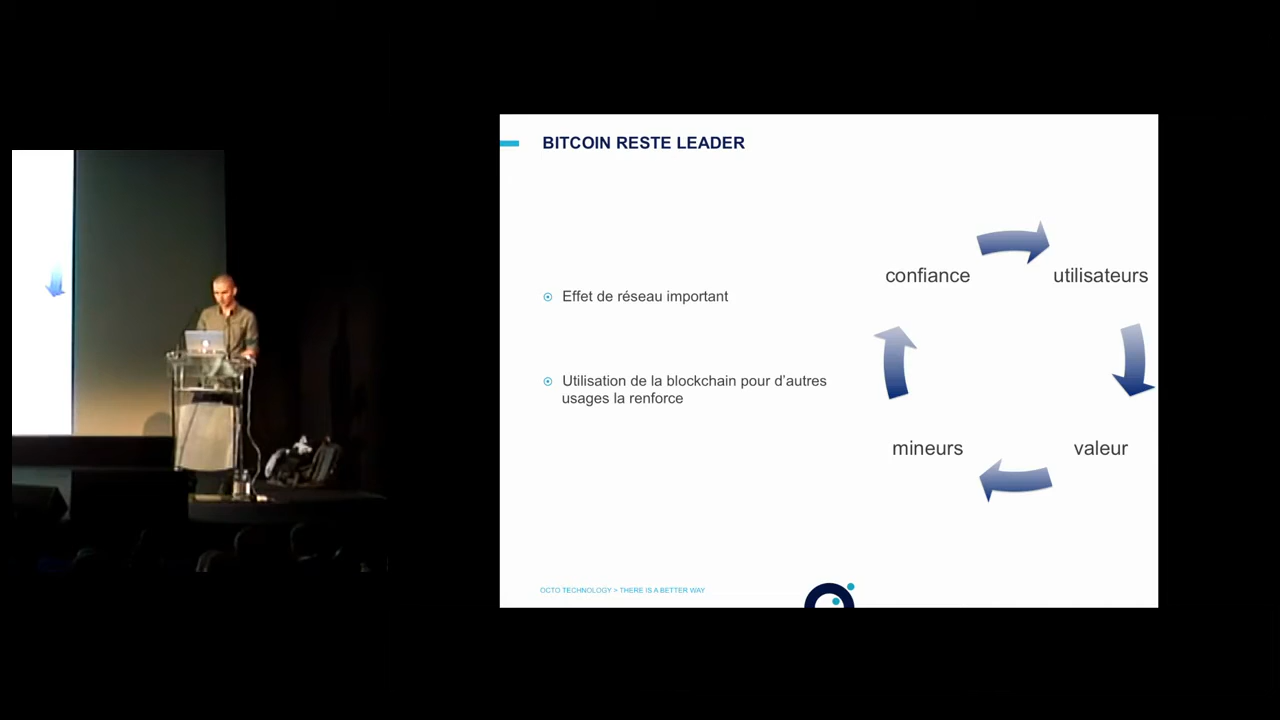 BITCOIN RESTE LEADER
Effet de réseau important
Utilisation de la blockchain pour d'autres
usages la renforce
confiance
utilisateurs
mineurs
valeur
OCTO TECHNOLOGY > THERE IS A BETTER WAY